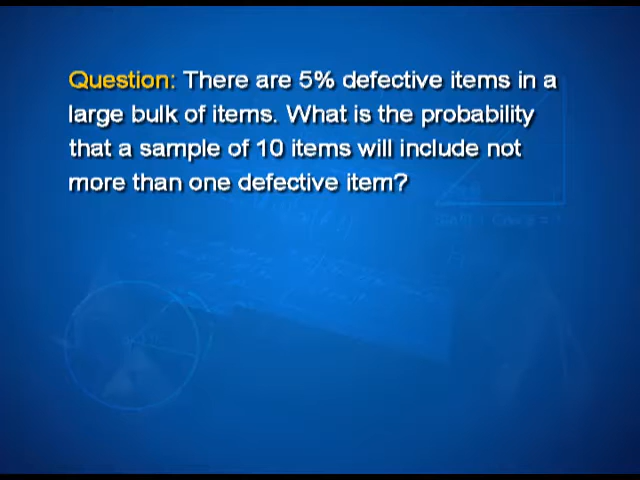 Question: There are 5% defective items in a
large bulk of items. What is the probability
that a sample of 10 items will include not
more than one defective item?